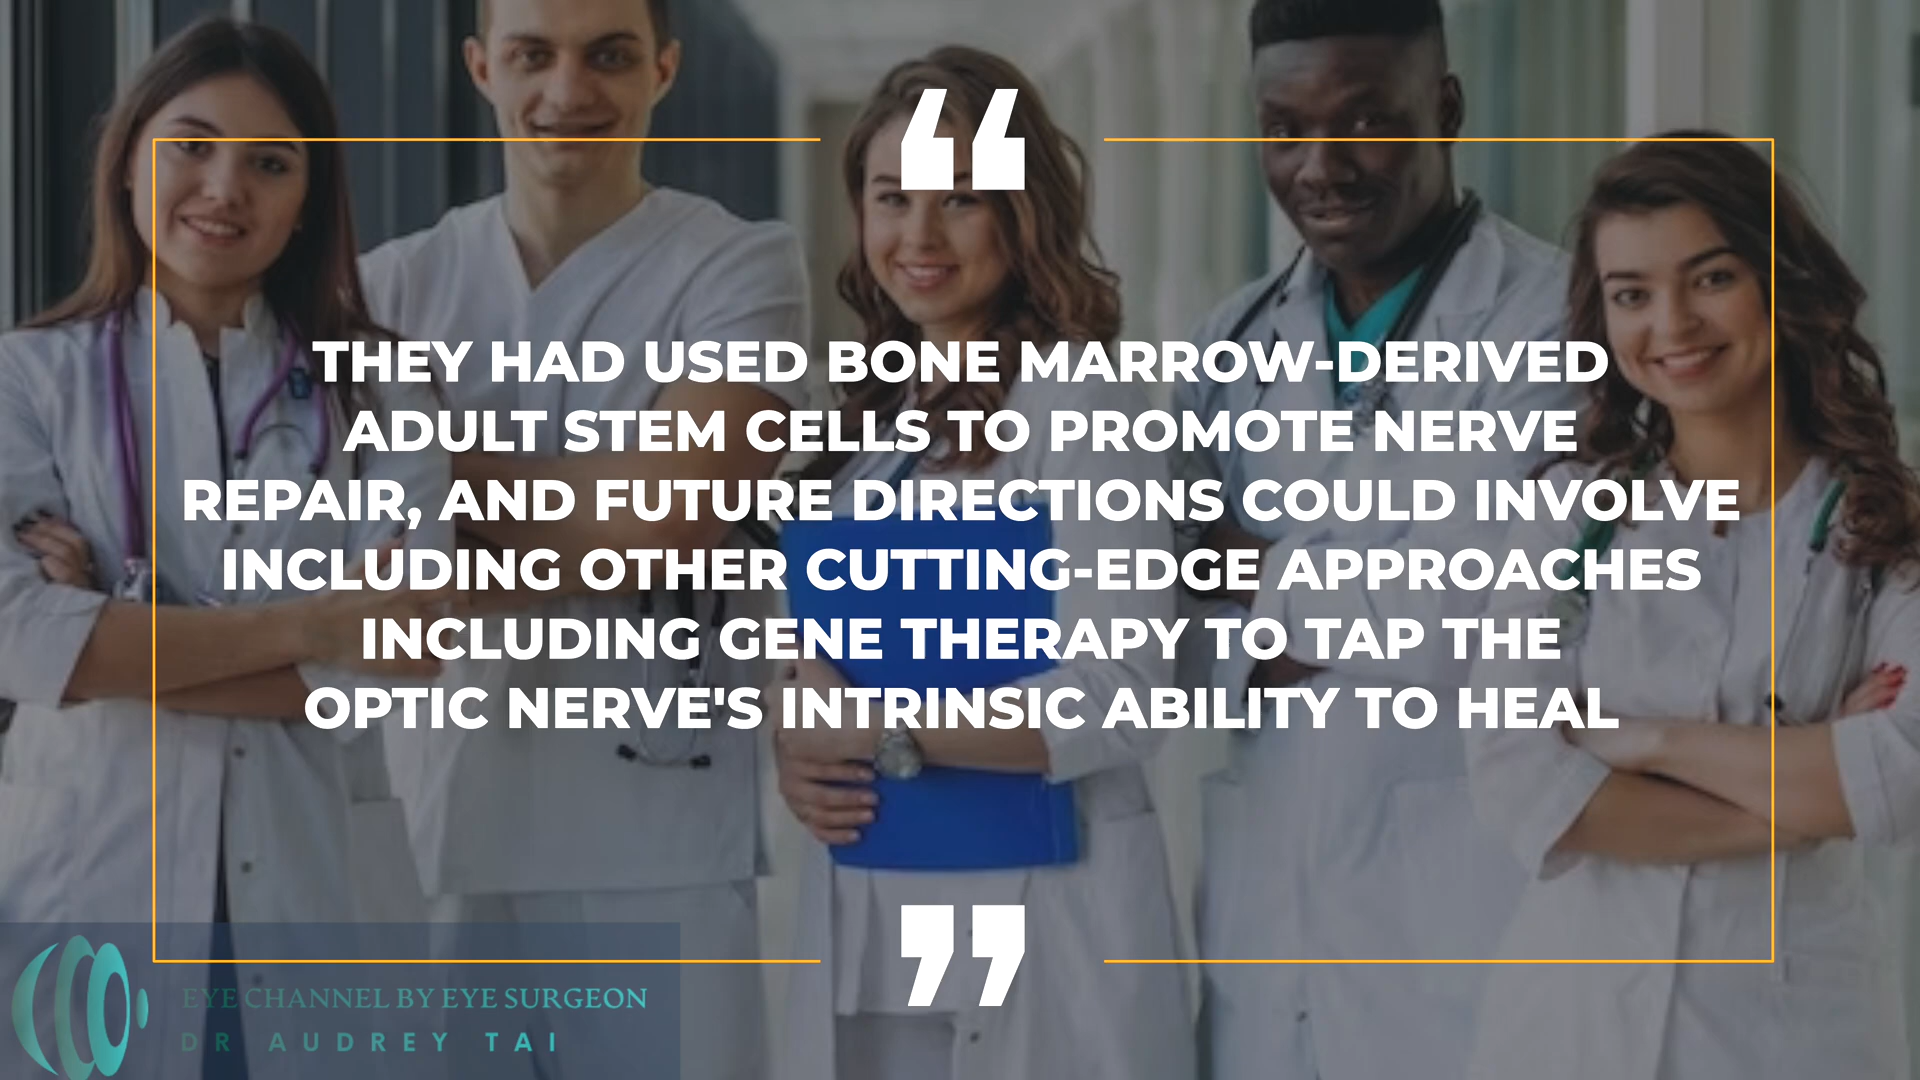 “
THEY HAD USED BONE MARROW-DERIVED
ADULT STEM CELLS TO PROMOTE NERVE
REPAIR, AND FUTURE DIRECTIONS COULD INVOLVE
INCLUDING OTHER CUTTING-EDGE APPROACHES
INCLUDING GENE THERAPY TO TAP THE
OPTIC NERVE'S INTRINSIC ABILITY TO HEAL
”
EYE CHANNEL BY EYE SURGEON
DR AUDREY TAI